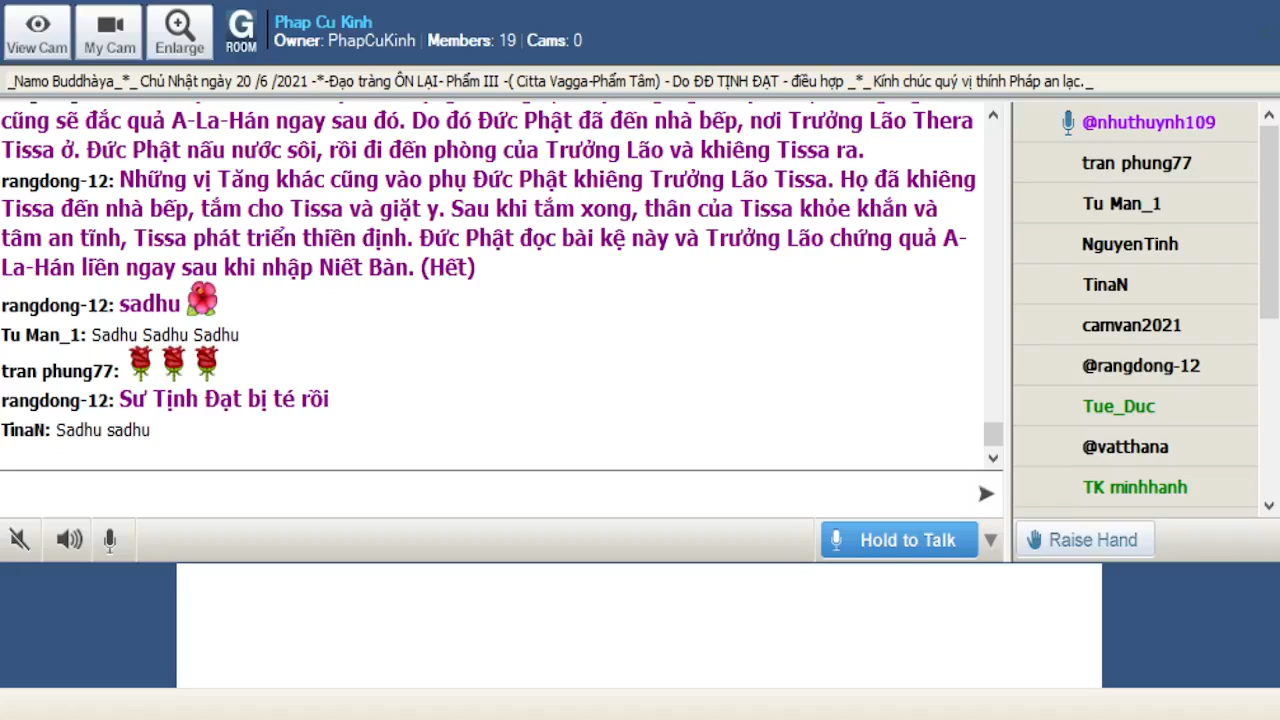 View Cam
My Cam
Enlarge
G
ROOM
Phap Cu Kinh
Owner: PhapCuKinh | Members: 19 | Cams: 0
_Namo Buddhàya_*_ Chủ Nhật ngày 20 /6 /2021 -*-Đạo tràng ÔN LẠI- Phẩm III -( Citta Vagga-Phẩm Tâm) - Do ĐĐ TỊNH ĐẠT - điều hợp _*_Kính chúc quý vị thính Pháp an lạc._
cũng sẽ đắc quả A-La-Hán ngay sau đó. Do đó Đức Phật đã đến nhà bếp, nơi Trưởng Lão Thera
Tissa ở. Đức Phật nấu nước sôi, rồi đi đến phòng của Trưởng Lão và khiêng Tissa ra.
rangdong-12: Những vị Tăng khác cũng vào phụ Đức Phật khiêng Trưởng Lão Tissa. Họ đã khiêng
Tissa đến nhà bếp, tắm cho Tissa và giặt y. Sau khi tắm xong, thân của Tissa khỏe khắn và
tâm an tĩnh, Tissa phát triển thiền định. Đức Phật đọc bài kệ này và Trưởng Lão chứng quả A-
La-Hán liền ngay sau khi nhập Niết Bàn. (Hết)
rangdong-12: sadhu
Tu Man_1: Sadhu Sadhu Sadhu
tran phung77:
rangdong-12: Sư Tịnh Đạt bị té rồi
TinaN: Sadhu sadhu
@nhuthuynh109
tran phung77
Tu Man_1
NguyenTinh
TinaN
camvan2021
@rangdong-12
Tue_Duc
@vatthana
TK minhhanh
Hold to Talk
Raise Hand